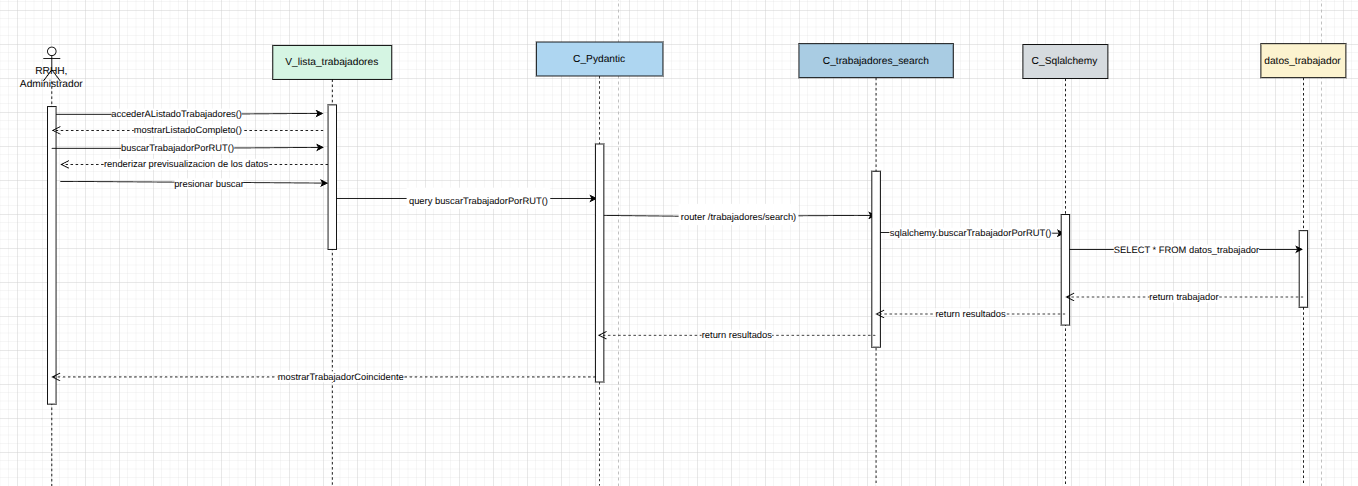 RRHH,
Administrador
V_lista_trabajadores
C_Pydantic
C_trabajadores_search
C_Sqlalchemy
datos_trabajador
accederAListadoTrabajadores()
mostrarListadoCompleto()
buscarTrabajadorPorRUT()
renderizar previsualizacion de los datos
presionar buscar
query buscarTrabajadorPorRUT()
router /trabajadores/search)
sqlalchemy.buscarTrabajadorPorRUT()
SELECT * FROM datos_trabajador
return trabajador
return resultados
return resultados
mostrarTrabajadorCoincidente